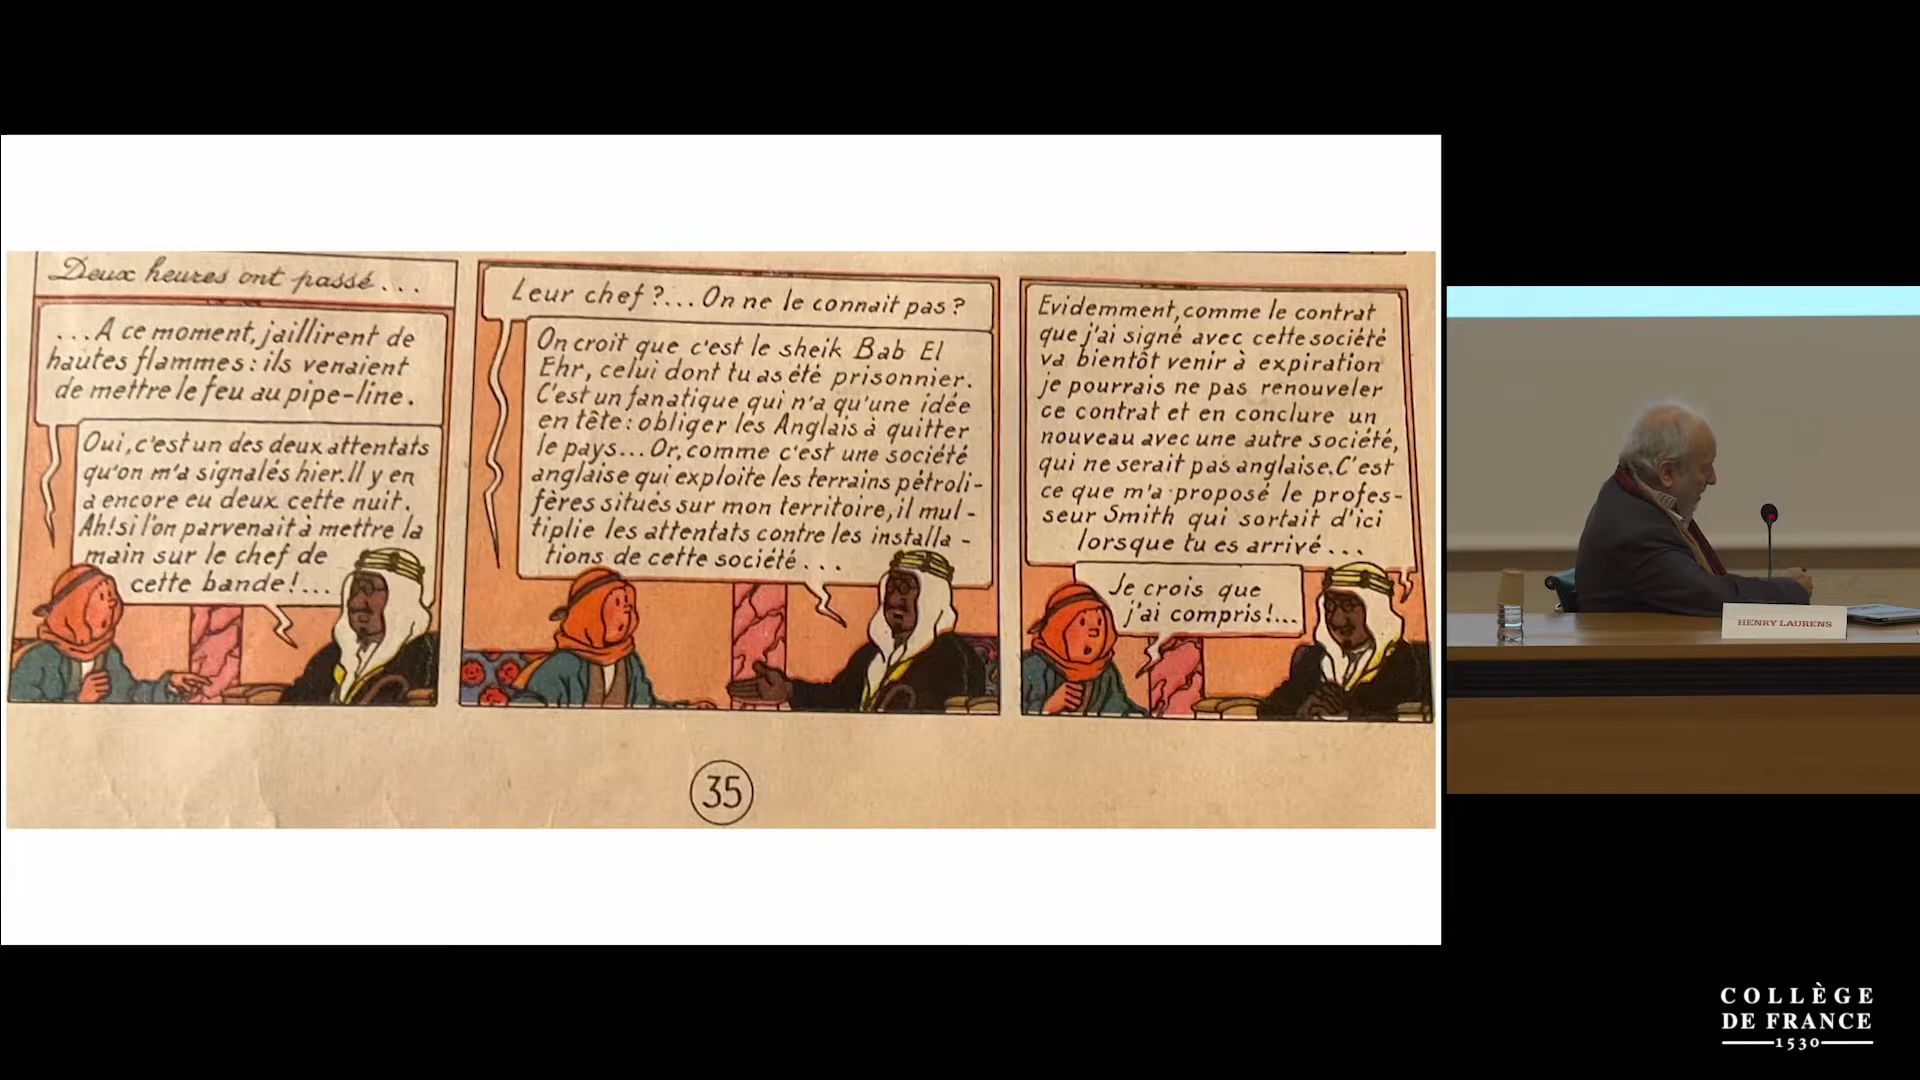 Deux heures ont passé...
...A ce moment, jaillirent de
hautes flammes: ils venaient
de mettre le feu au pipe-line.
Oui, c'est un des deux attentats
qu'on m'a signalés hier. Il y en
a encore eu deux cette nuit.
Ah! si l'on parvenait à mettre la
main sur le chef de
cette bande!...
Leur chef?... On ne le connait pas?
On croit que c'est le sheik Bab El
Ehr, celui dont tu as été prisonnier.
C'est un fanatique qui n'a qu'une idée
en tête: obliger les Anglais à quitter
le pays... Or, comme c'est une société
anglaise qui exploite les terrains pétroli-
fères situés sur mon territoire, il mul-
tiplie les attentats contre les installa-
tions de cette société...
Evidemment, comme le contrat
que j'ai signé avec cette société
va bientôt venir à expiration
je pourrais ne pas renouveler
ce contrat et en conclure un
nouveau avec une autre société,
qui ne serait pas anglaise. C'est
ce que m'a proposé le profes-
seur Smith qui sortait d'ici
lorsque tu es arrivé...
Je crois que
j'ai compris!...
35
HENRY LAURENS
COLLÈGE
DE FRANCE
1530